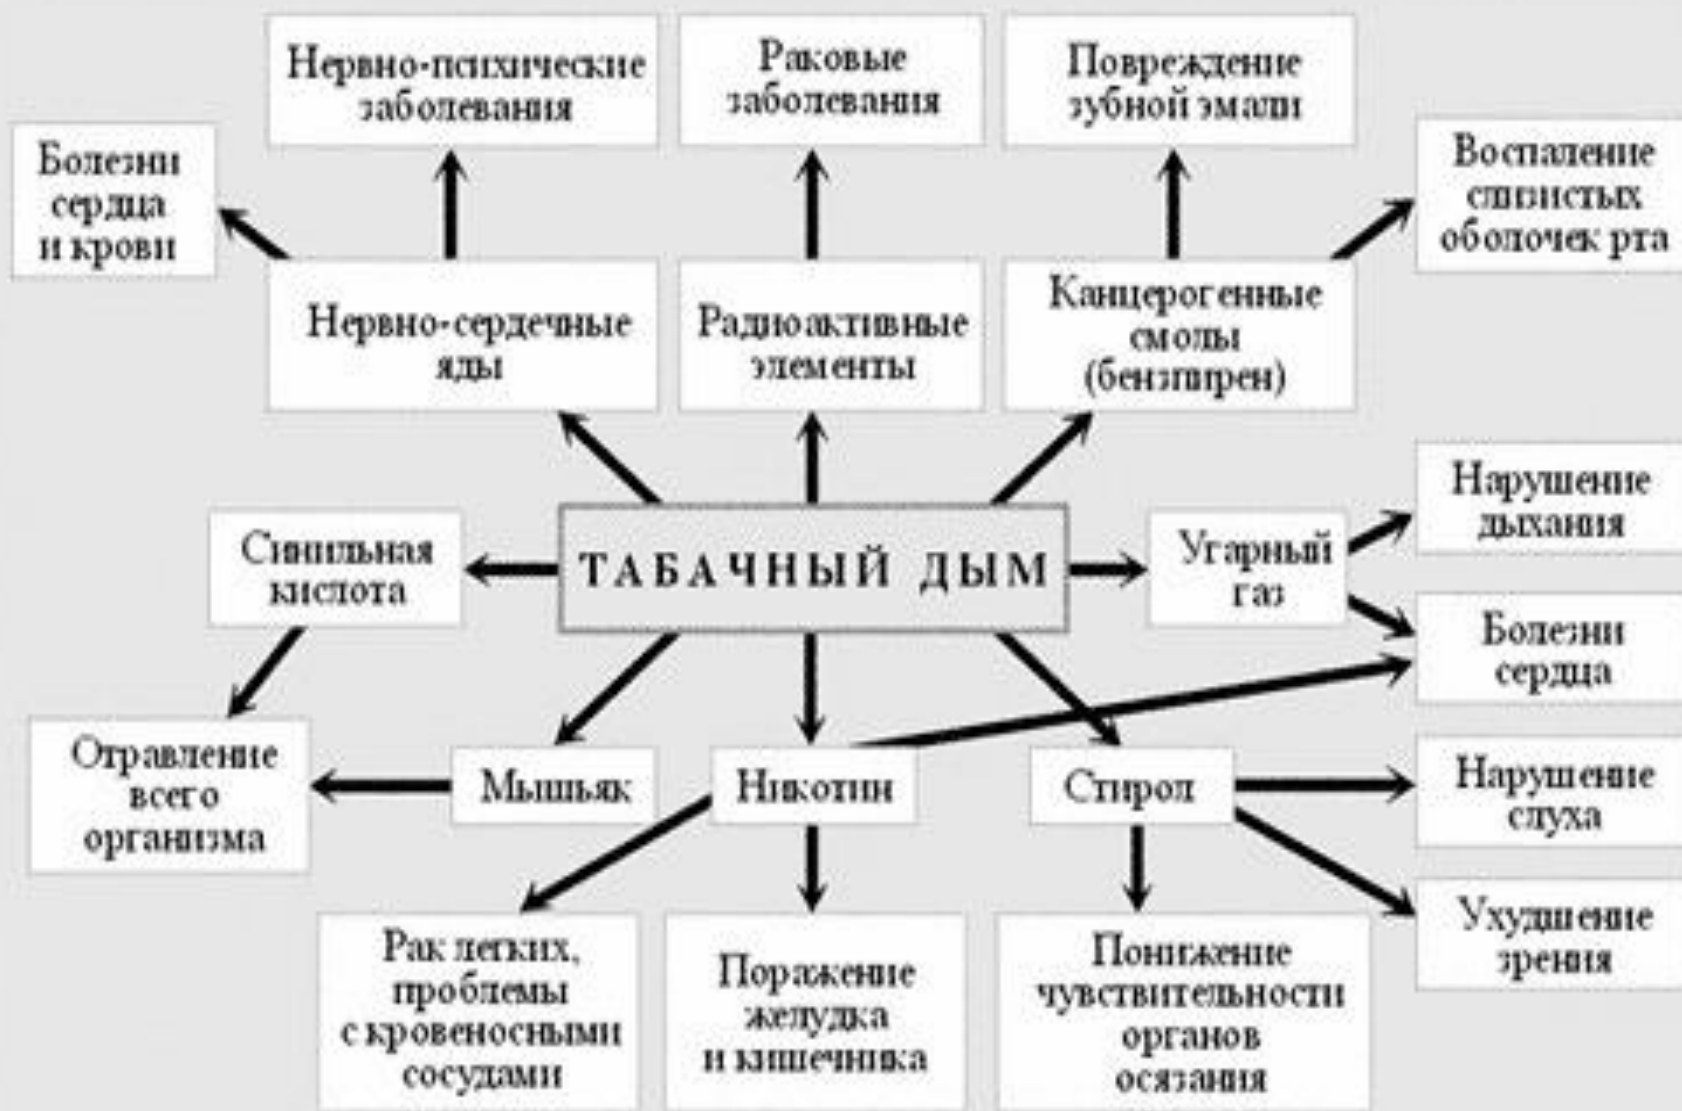 Нервно-психические
заболевания
Раковые
заболевания
Повреждение
зубной эмали
Болезни
сердца
и крови
Воспаление
слизистых
оболочек рта
Нервно-сердечные
яды
Радиоактивные
элементы
Канцерогенные
смолы
(бензпирен)
Синильная
кислота
ТАБАЧНЫЙ ДЫМ
Угарный
газ
Нарушение
дыхания
Болезни
сердца
Отравление
всего
организма
Мышьяк
Никотин
Стирол
Нарушение
слуха
Ухудшение
зрения
Рак легких,
проблемы
с кровеносными
сосудами
Поражение
желудка
и кишечника
Понижение
чувствительности
органов
осязания